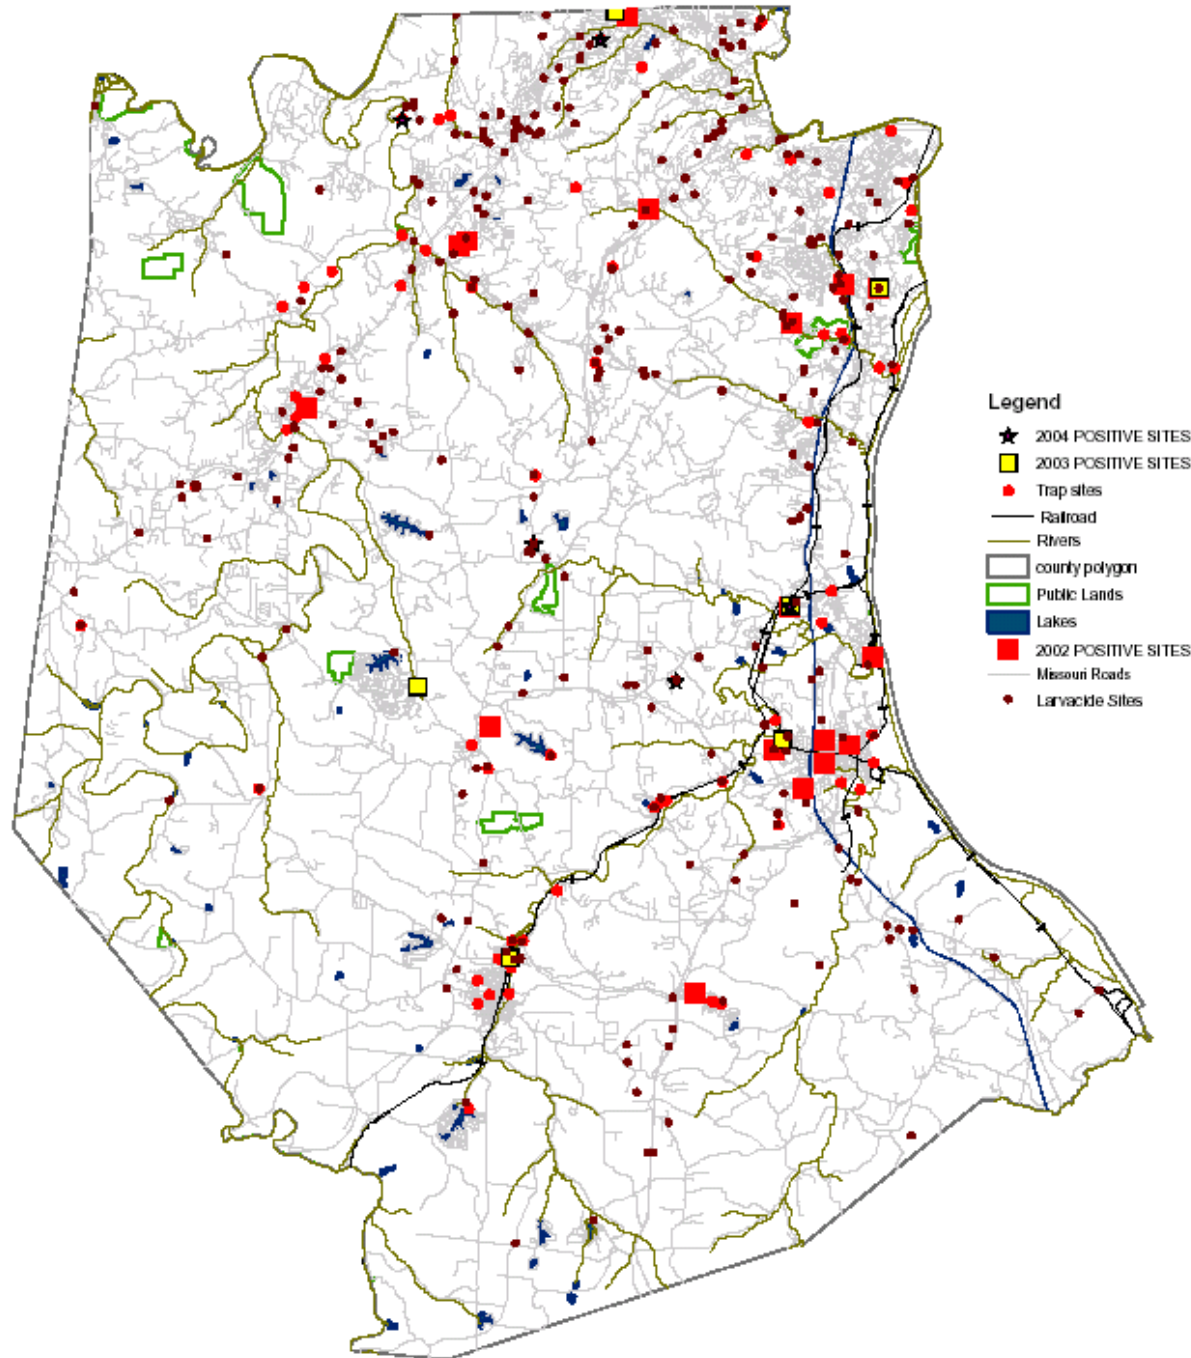 Legend
2004 POSITIVE SITES
2003 POSITIVE SITES
Trap sites
Railroad
Rivers
county polygon
Public Lands
Lakes
2002 POSITIVE SITES
Missouri Roads
Larvacide Sites